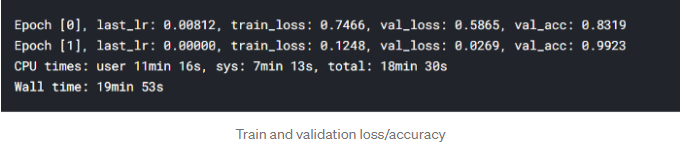 Epoch [0], last_lr: 0.00812, train_loss: 0.7466, val_loss: 0.5865, val_acc: 0.8319
Epoch [1], last_lr: 0.00000, train_loss: 0.1248, val_loss: 0.0269, val_acc: 0.9923
CPU times: user 11min 16s, sys: 7min 13s, total: 18min 30s
Wall time: 19min 53s
Train and validation loss/accuracy